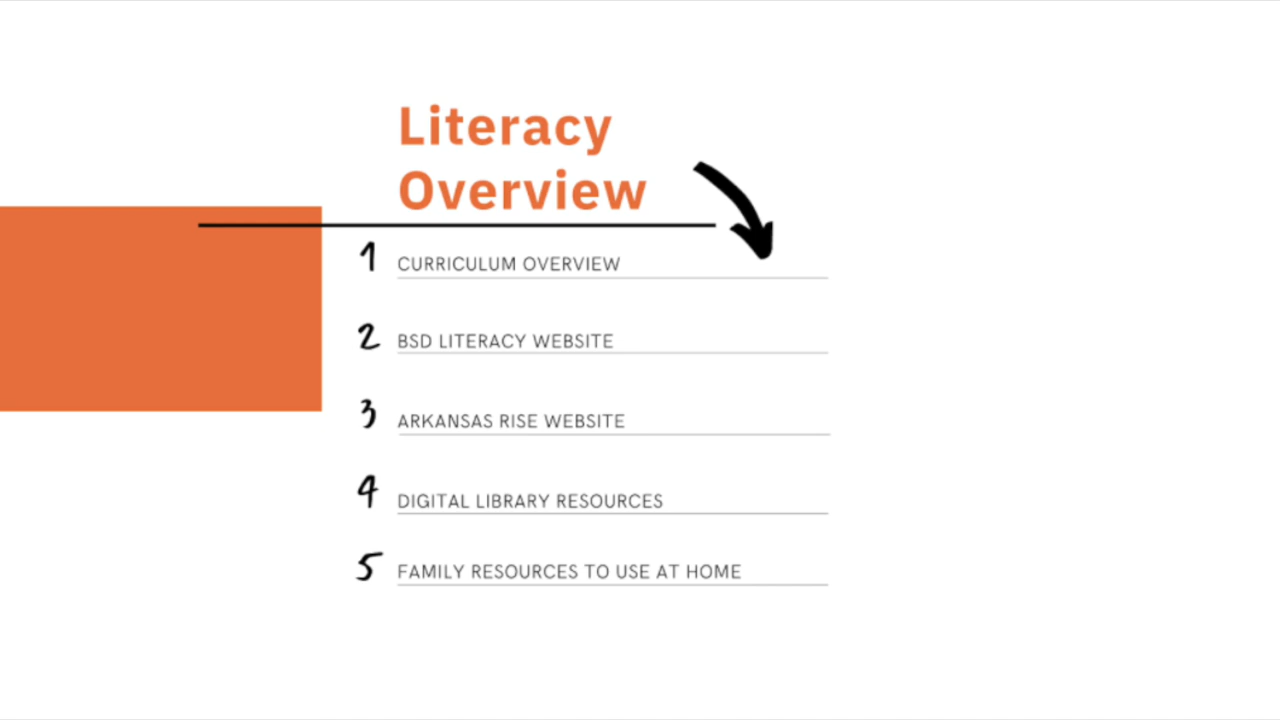 Literacy
Overview
1 CURRICULUM OVERVIEW
2 BSD LITERACY WEBSITE
3 ARKANSAS RISE WEBSITE
4 DIGITAL LIBRARY RESOURCES
5 FAMILY RESOURCES TO USE AT HOME